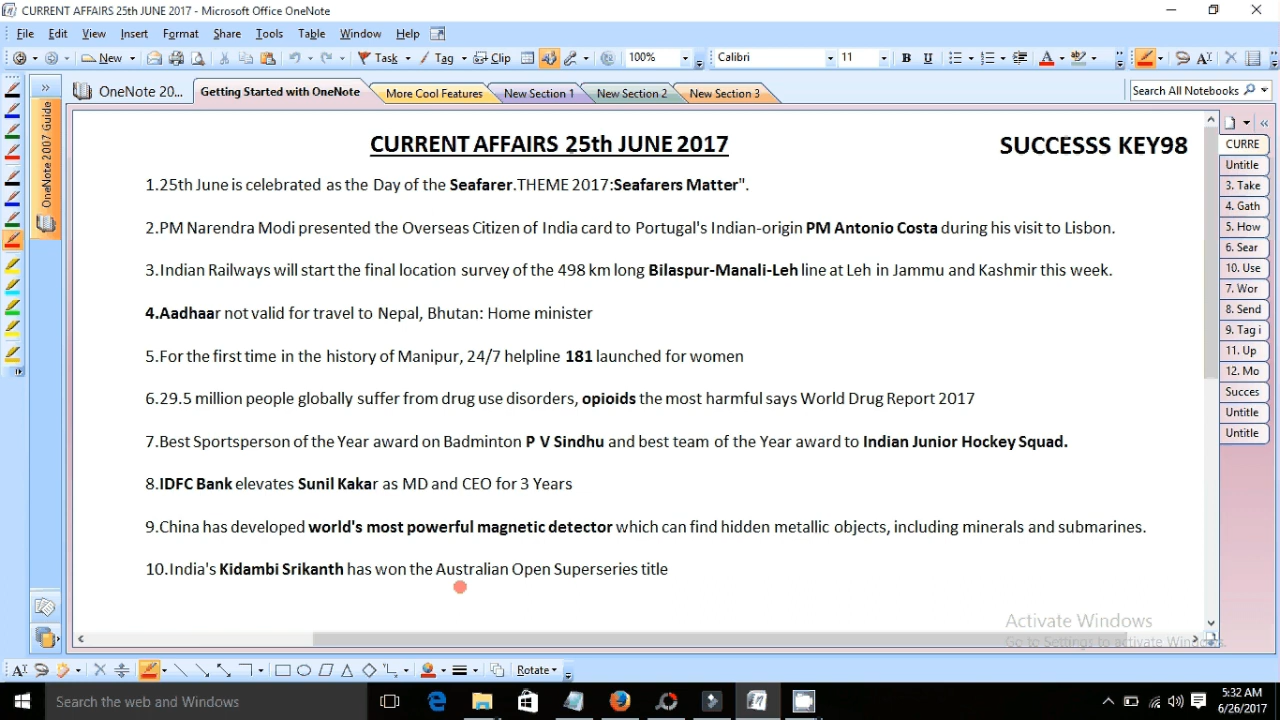 CURRENT AFFAIRS 25th JUNE 2017 - Microsoft Office OneNote
File Edit View Insert Format Share Tools Table Window Help
New Task Tag Clip 100% Calibri 11 B I U
OneNote 20... Getting Started with OneNote More Cool Features New Section 1 New Section 2 New Section 3 Search All Notebooks
OneNote 2007 Guide
CURRENT AFFAIRS 25th JUNE 2017 SUCCESSS KEY98
1.25th June is celebrated as the Day of the Seafarer.THEME 2017:Seafarers Matter".
2.PM Narendra Modi presented the Overseas Citizen of India card to Portugal's Indian-origin PM Antonio Costa during his visit to Lisbon.
3.Indian Railways will start the final location survey of the 498 km long Bilaspur-Manali-Leh line at Leh in Jammu and Kashmir this week.
4.Aadhaar not valid for travel to Nepal, Bhutan: Home minister
5.For the first time in the history of Manipur, 24/7 helpline 181 launched for women
6.29.5 million people globally suffer from drug use disorders, opioids the most harmful says World Drug Report 2017
7.Best Sportsperson of the Year award on Badminton P V Sindhu and best team of the Year award to Indian Junior Hockey Squad.
8.IDFC Bank elevates Sunil Kakar as MD and CEO for 3 Years
9.China has developed world's most powerful magnetic detector which can find hidden metallic objects, including minerals and submarines.
10.India's Kidambi Srikanth has won the Australian Open Superseries title
CURRE
Untitle
3. Take
4. Gath
5. How
6. Sear
10. Use
7. Wor
8. Send
9. Tag i
11. Up
12. Mo
Succes
Untitle
Untitle
Activate Windows
Go to Settings to activate Windows.
Rotate
Search the web and Windows
5:32 AM
6/26/2017